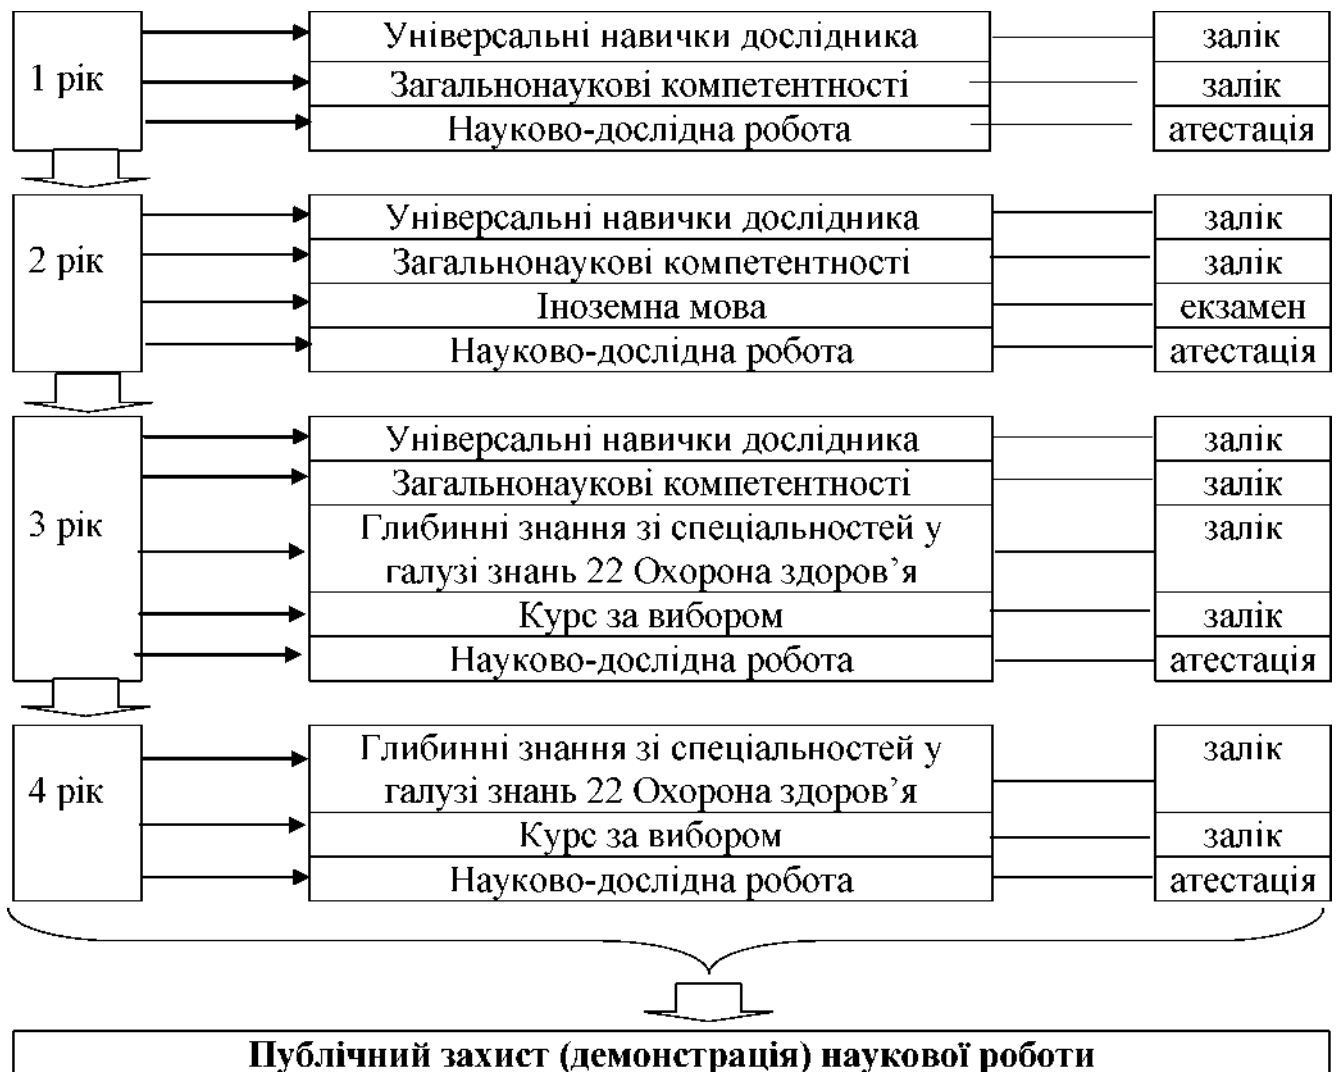 1 рік
Універсальні навички дослідника залік
Загальнонаукові компетентності залік
Науково-дослідна робота атестація
2 рік
Універсальні навички дослідника залік
Загальнонаукові компетентності залік
Іноземна мова екзамен
Науково-дослідна робота атестація
3 рік
Універсальні навички дослідника залік
Загальнонаукові компетентності залік
Глибинні знання зі спеціальностей у залік
галузі знань 22 Охорона здоров’я
Курс за вибором залік
Науково-дослідна робота атестація
4 рік
Глибинні знання зі спеціальностей у залік
галузі знань 22 Охорона здоров’я
Курс за вибором залік
Науково-дослідна робота атестація
Публічний захист (демонстрація) наукової роботи